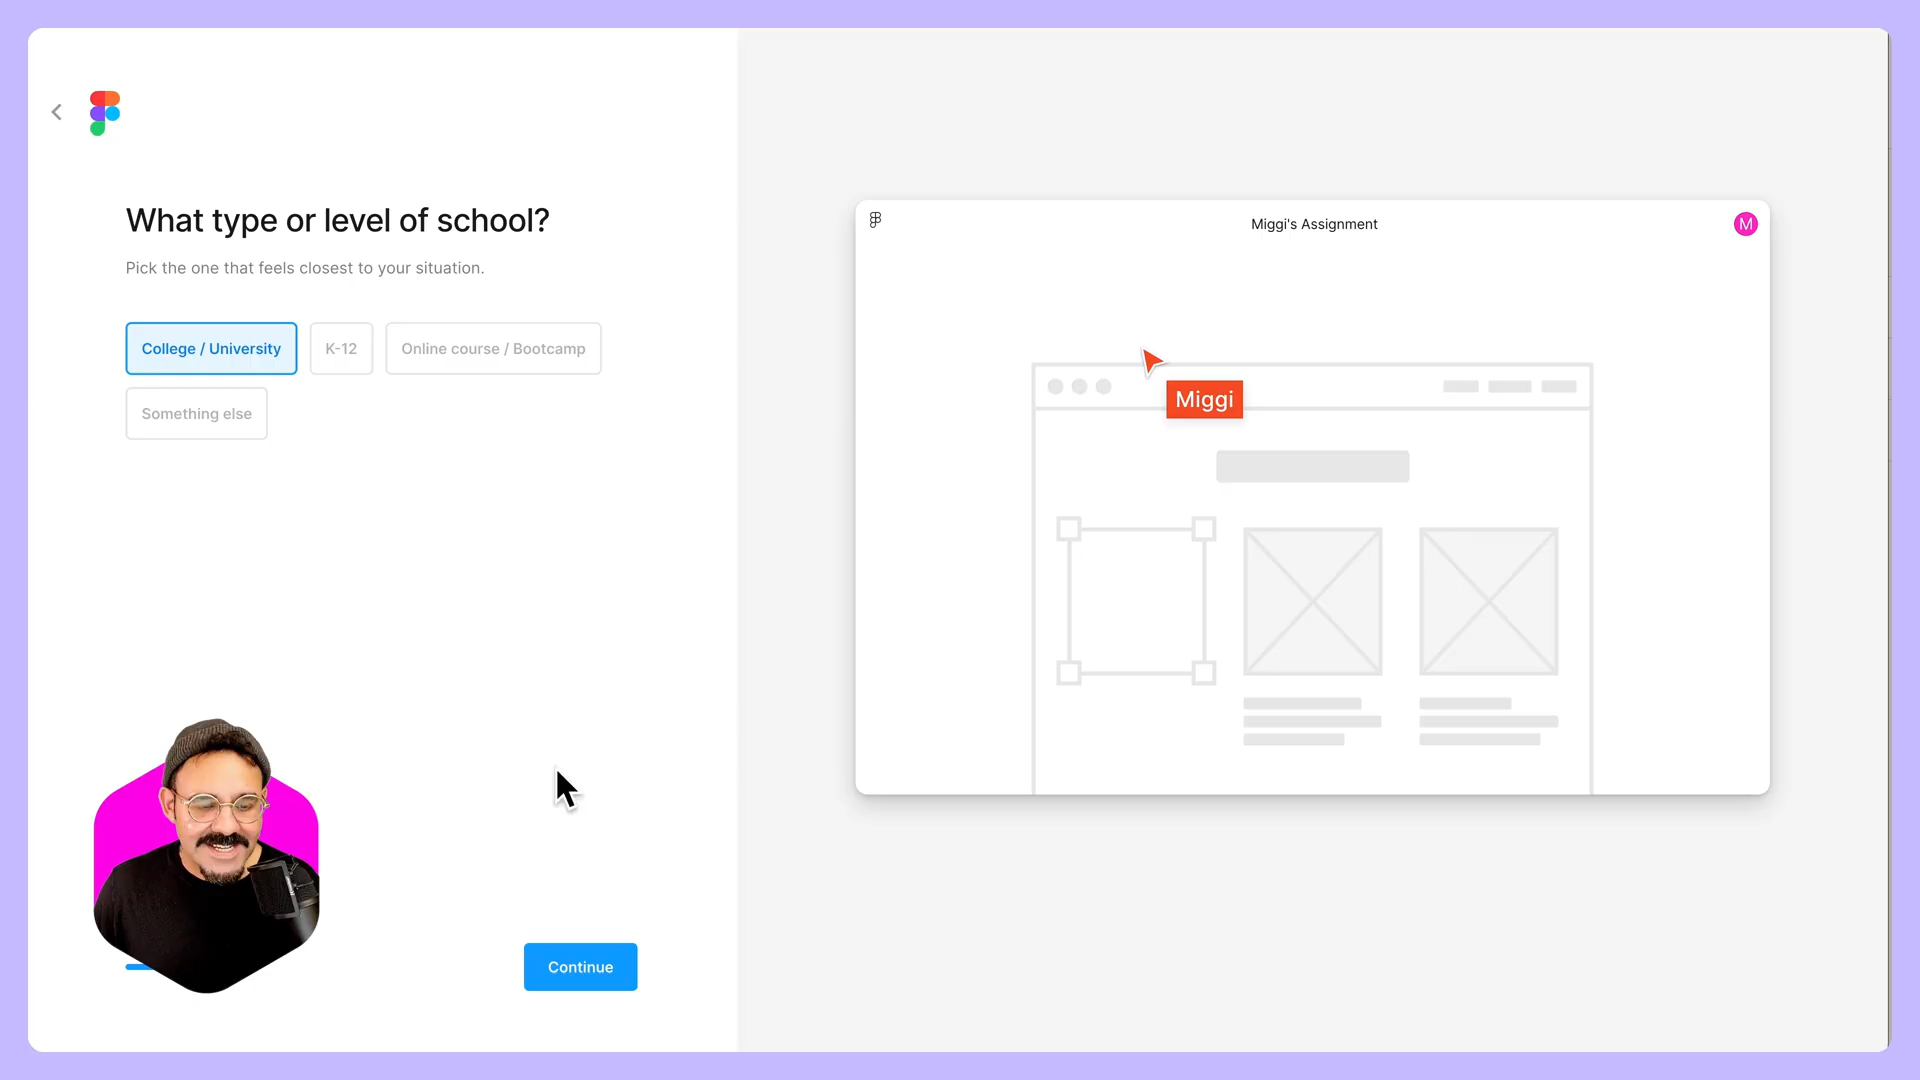 What type or level of school?
Pick the one that feels closest to your situation.
College / University
K-12
Online course / Bootcamp
Something else
Continue
Miggi's Assignment
M
Miggi